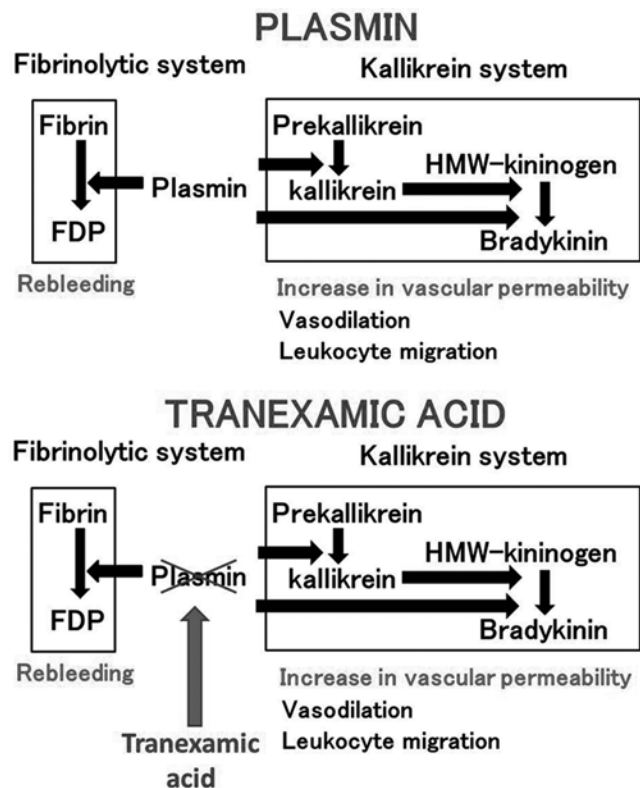 PLASMIN
Fibrinolytic system
Kallikrein system
Fibrin
FDP
Plasmin
Prekallikrein
kallikrein
HMW-kininogen
Bradykinin
Rebleeding
Increase in vascular permeability
Vasodilation
Leukocyte migration
TRANEXAMIC ACID
Fibrinolytic system
Kallikrein system
Fibrin
FDP
Plasmin
Prekallikrein
kallikrein
HMW-kininogen
Bradykinin
Rebleeding
Increase in vascular permeability
Vasodilation
Leukocyte migration
Tranexamic
acid